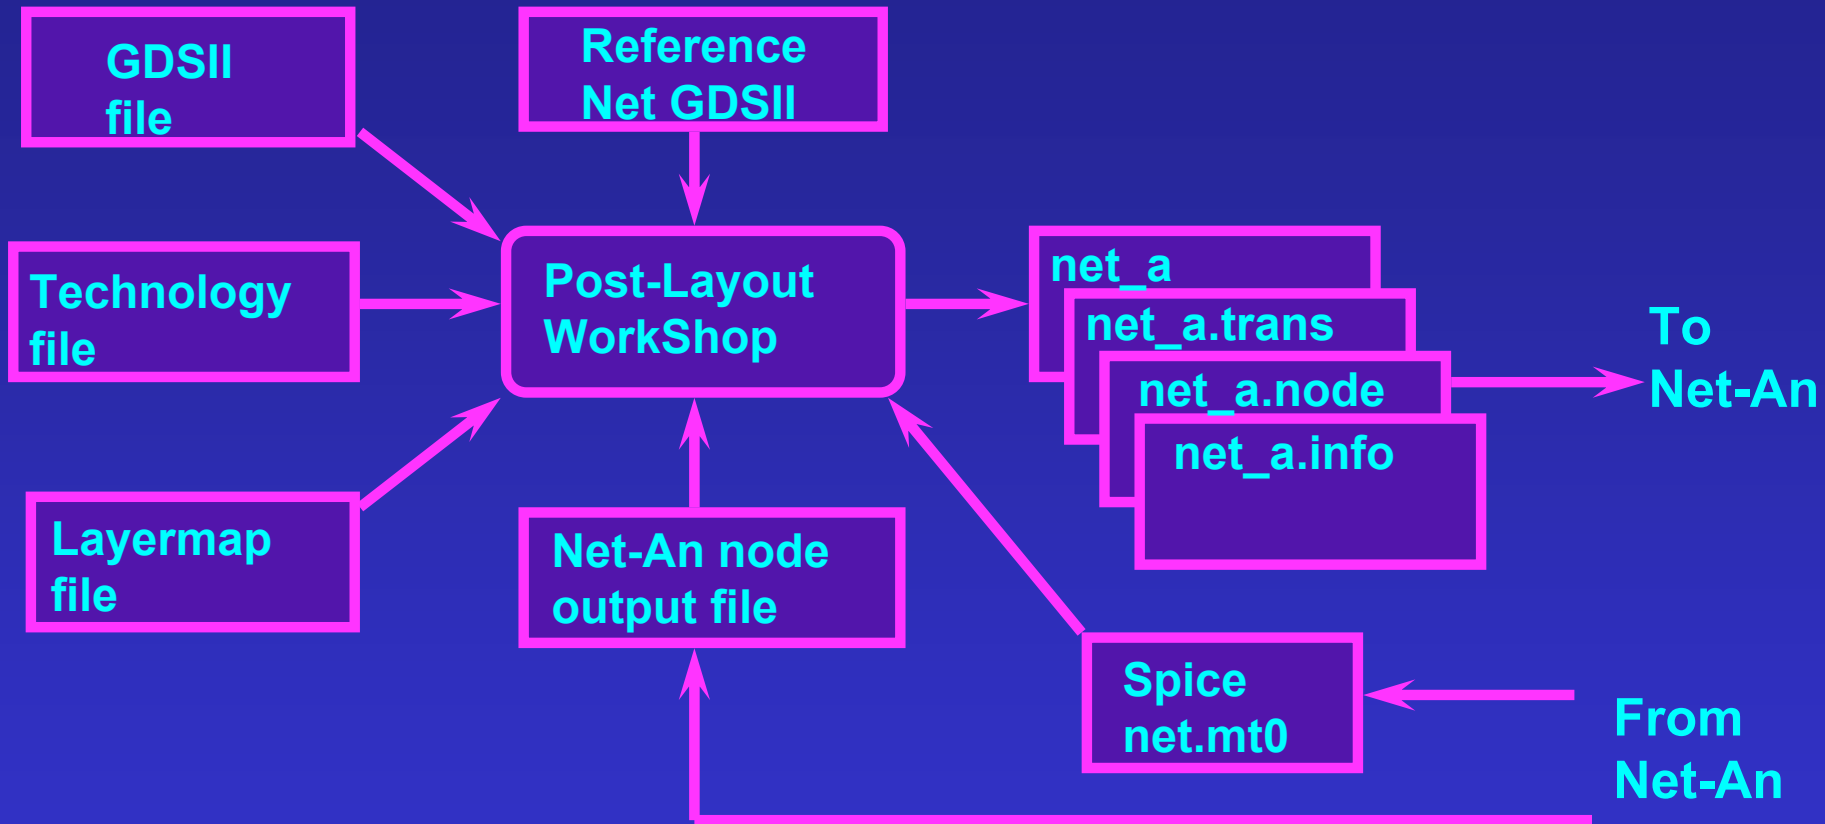 GDSII
file
Reference
Net GDSII
Technology
file
Post-Layout
WorkShop
net_a
net_a.trans
net_a.node
net_a.info
To
Net-An
Layermap
file
Net-An node
output file
Spice
net.mt0
From
Net-An